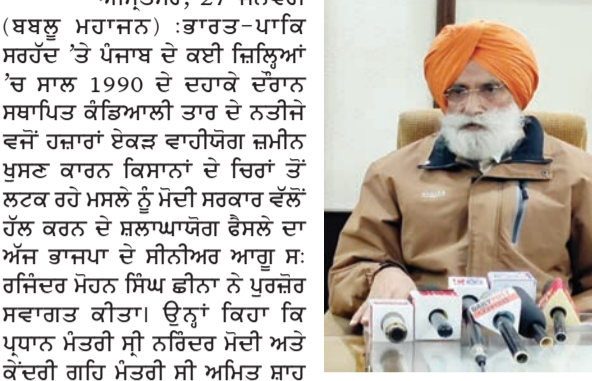 ਅੰਮ੍ਰਿਤਸਰ, 27 ਜਨਵਰੀ
(ਬਬਲੂ ਮਹਾਜਨ) :ਭਾਰਤ-ਪਾਕਿ
ਸਰਹੱਦ ’ਤੇ ਪੰਜਾਬ ਦੇ ਕਈ ਜ਼ਿਲ੍ਹਿਆਂ
’ਚ ਸਾਲ 1990 ਦੇ ਦਹਾਕੇ ਦੌਰਾਨ
ਸਥਾਪਿਤ ਕੰਡਿਆਲੀ ਤਾਰ ਦੇ ਨਤੀਜੇ
ਵਜੋਂ ਹਜ਼ਾਰਾਂ ਏਕੜ ਵਾਹੀਯੋਗ ਜ਼ਮੀਨ
ਖੁਸਣ ਕਾਰਨ ਕਿਸਾਨਾਂ ਦੇ ਚਿਰਾਂ ਤੋਂ
ਲਟਕ ਰਹੇ ਮਸਲੇ ਨੂੰ ਮੋਦੀ ਸਰਕਾਰ ਵੱਲੋਂ
ਹੱਲ ਕਰਨ ਦੇ ਸ਼ਲਾਘਾਯੋਗ ਫੈਸਲੇ ਦਾ
ਅੱਜ ਭਾਜਪਾ ਦੇ ਸੀਨੀਅਰ ਆਗੂ ਸ:
ਰਜਿੰਦਰ ਮੋਹਨ ਸਿੰਘ ਛੀਨਾ ਨੇ ਪੁਰਜ਼ੋਰ
ਸਵਾਗਤ ਕੀਤਾ। ਉਨ੍ਹਾਂ ਕਿਹਾ ਕਿ
ਪ੍ਰਧਾਨ ਮੰਤਰੀ ਸ੍ਰੀ ਨਰਿੰਦਰ ਮੋਦੀ ਅਤੇ
ਕੇਂਦਰੀ ਗਹਿ ਮੰਤਰੀ ਸੀ ਅਮਿਤ ਸ਼ਾਹ